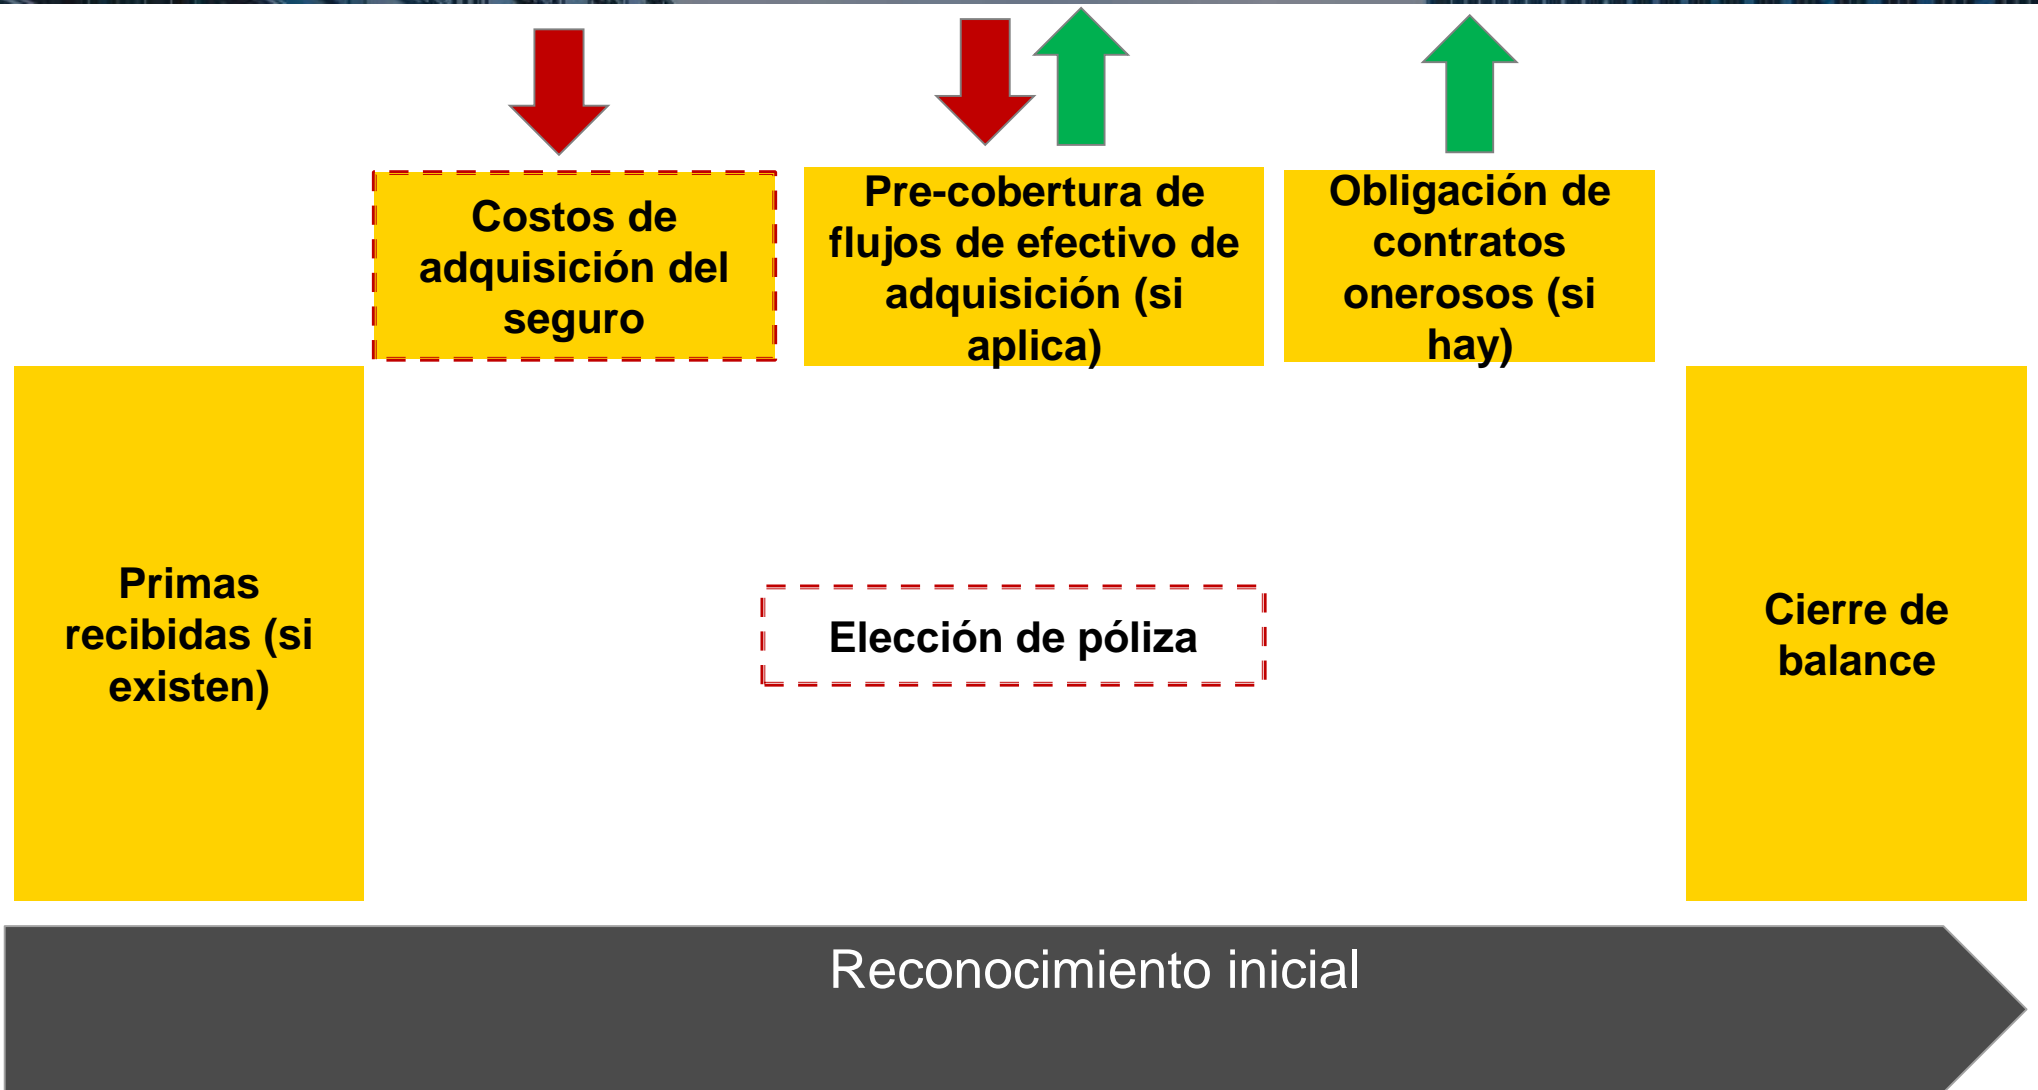 Costos de
adquisición del
seguro
Pre-cobertura de
flujos de efectivo de
adquisición (si
aplica)
Obligación de
contratos
onerosos (si
hay)
Primas
recibidas (si
existen)
Elección de póliza
Cierre de
balance
Reconocimiento inicial